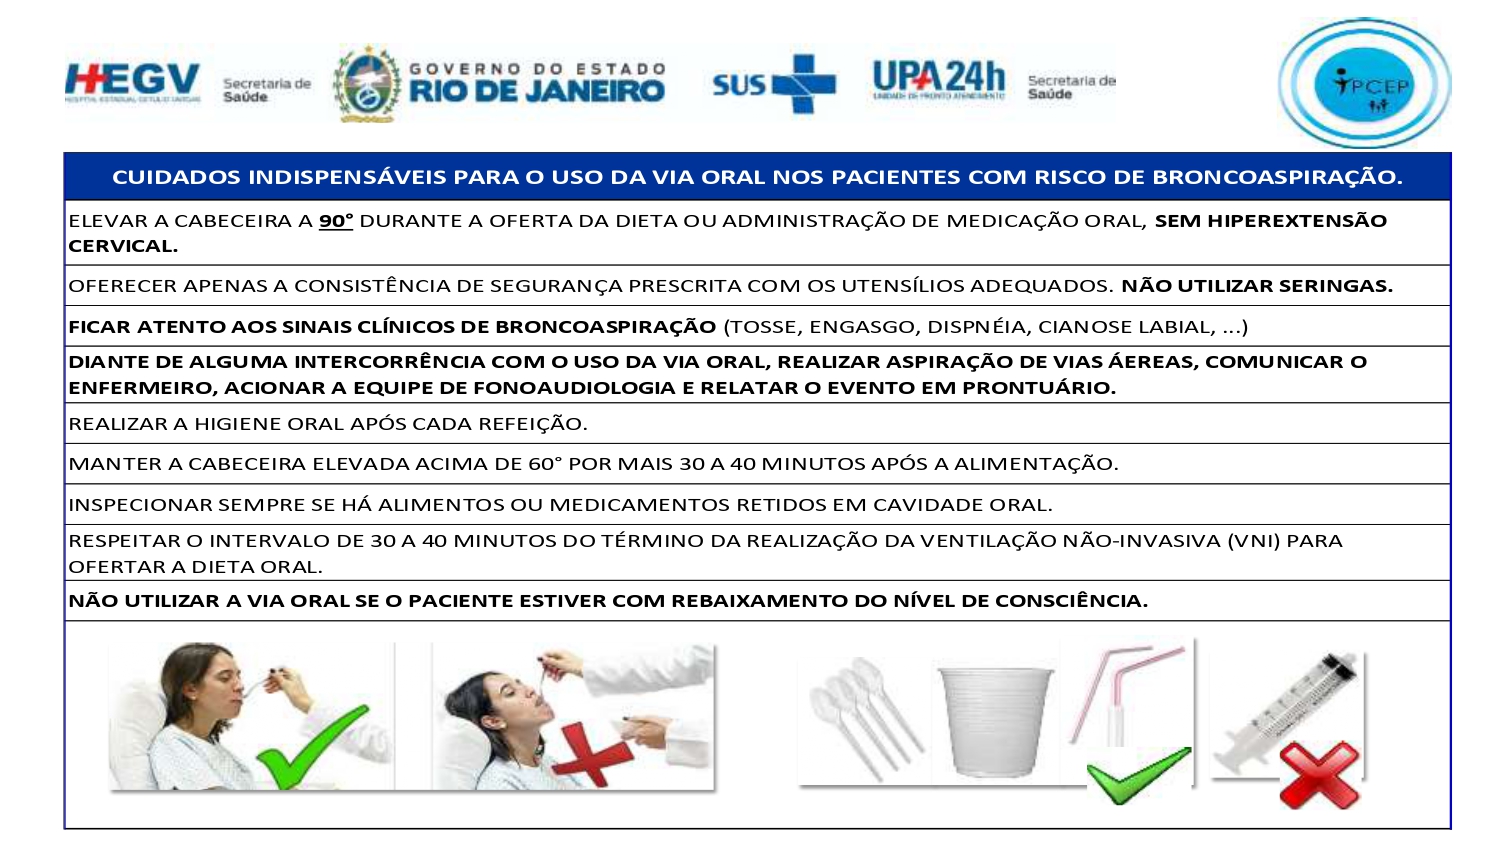 HEGV
HOSPITAL ESTADUAL GETÚLIO VARGAS
Secretaria de
Saúde
GOVERNO DO ESTADO
RIO DE JANEIRO
SUS
UPA24h
UNIDADE DE PRONTO ATENDIMENTO
Secretaria de
Saúde
PCEP
CUIDADOS INDISPENSÁVEIS PARA O USO DA VIA ORAL NOS PACIENTES COM RISCO DE BRONCOASPIRAÇÃO.
ELEVAR A CABECEIRA A 90° DURANTE A OFERTA DA DIETA OU ADMINISTRAÇÃO DE MEDICAÇÃO ORAL, SEM HIPEREXTENSÃO
CERVICAL.
OFERECER APENAS A CONSISTÊNCIA DE SEGURANÇA PRESCRITA COM OS UTENSÍLIOS ADEQUADOS. NÃO UTILIZAR SERINGAS.
FICAR ATENTO AOS SINAIS CLÍNICOS DE BRONCOASPIRAÇÃO (TOSSE, ENGASGO, DISPNÉIA, CIANOSE LABIAL, ...)
DIANTE DE ALGUMA INTERCORRÊNCIA COM O USO DA VIA ORAL, REALIZAR ASPIRAÇÃO DE VIAS ÁEREAS, COMUNICAR O
ENFERMEIRO, ACIONAR A EQUIPE DE FONOAUDIOLOGIA E RELATAR O EVENTO EM PRONTUÁRIO.
REALIZAR A HIGIENE ORAL APÓS CADA REFEIÇÃO.
MANTER A CABECEIRA ELEVADA ACIMA DE 60° POR MAIS 30 A 40 MINUTOS APÓS A ALIMENTAÇÃO.
INSPECIONAR SEMPRE SE HÁ ALIMENTOS OU MEDICAMENTOS RETIDOS EM CAVIDADE ORAL.
RESPEITAR O INTERVALO DE 30 A 40 MINUTOS DO TÉRMINO DA REALIZAÇÃO DA VENTILAÇÃO NÃO-INVASIVA (VNI) PARA
OFERTAR A DIETA ORAL.
NÃO UTILIZAR A VIA ORAL SE O PACIENTE ESTIVER COM REBAIXAMENTO DO NÍVEL DE CONSCIÊNCIA.